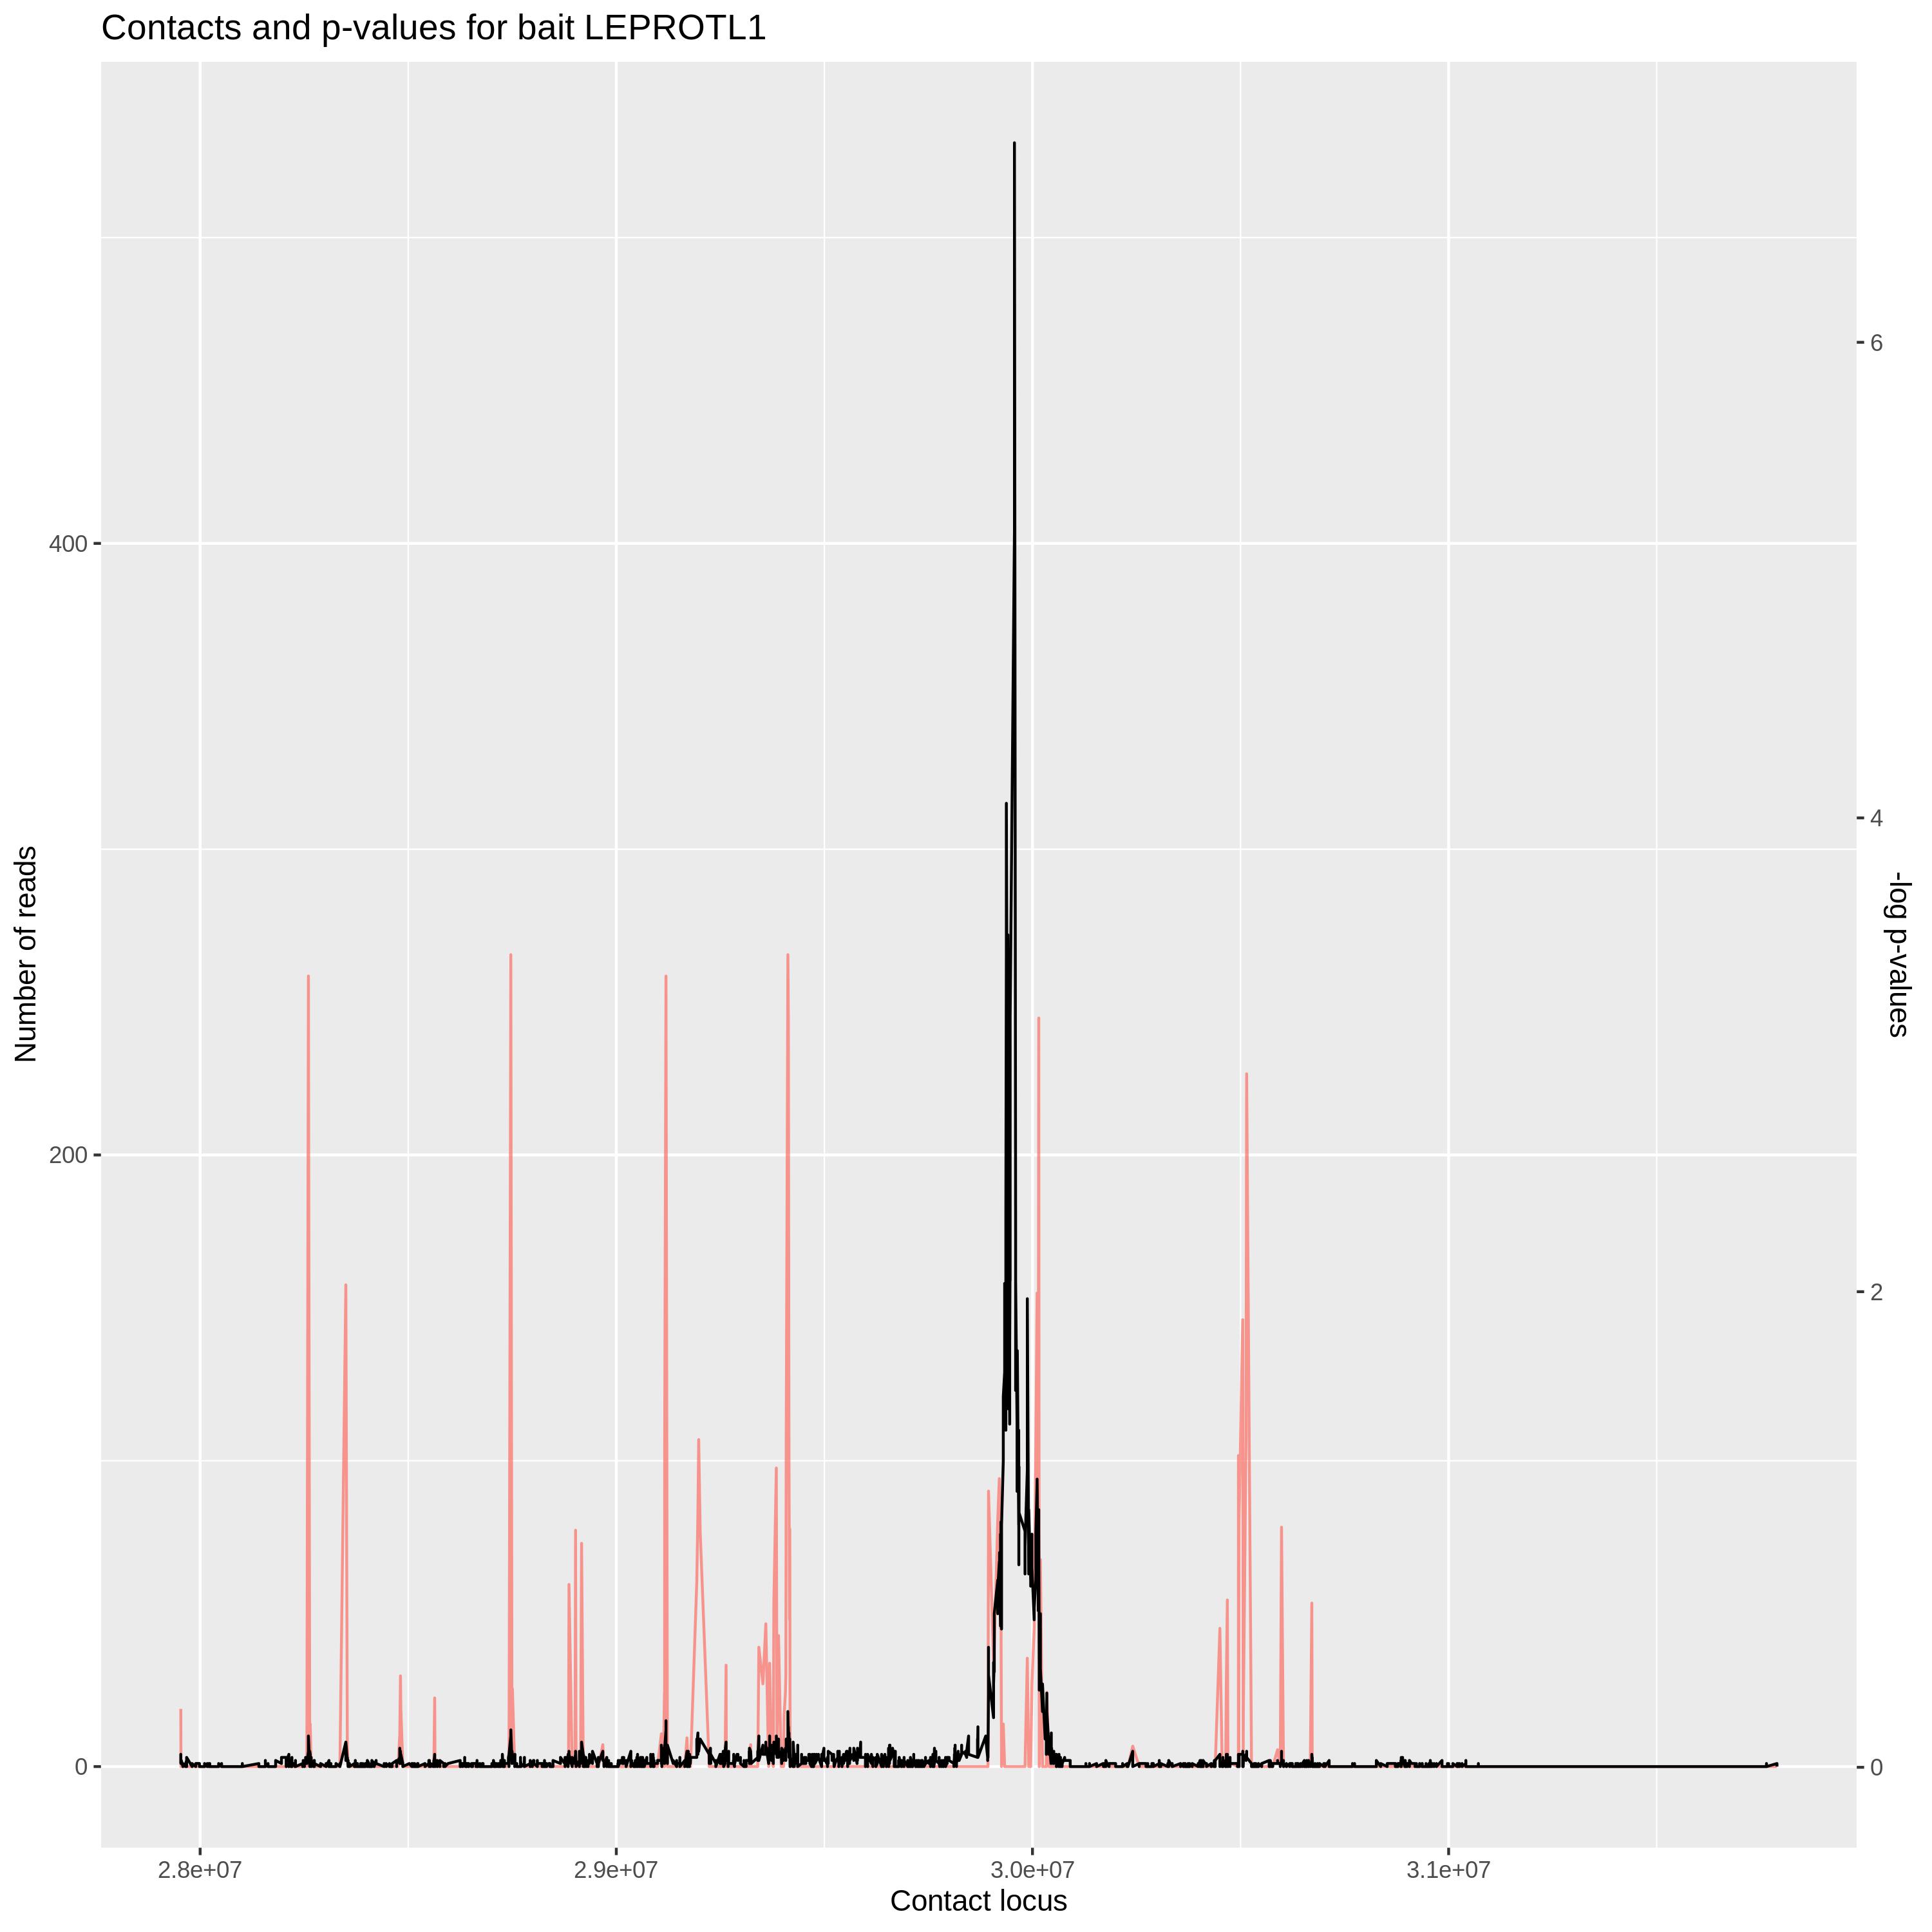 Contacts and p-values for bait LEPROTL1
Number of reads
400
200
0
-log p-values
6
4
2
0
2.8e+07
2.9e+07
3.0e+07
3.1e+07
Contact locus